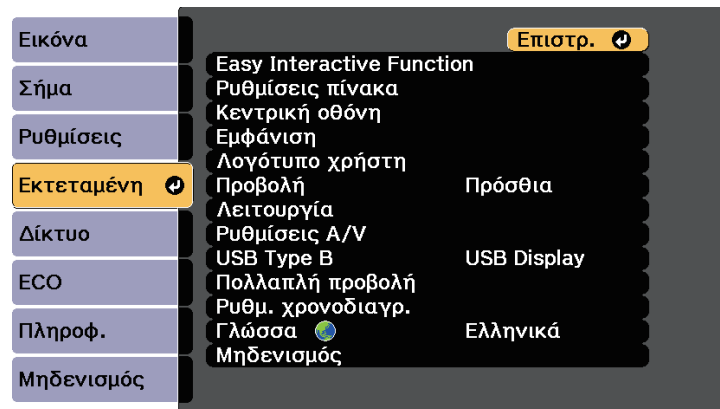 Εικόνα
Σήμα
Ρυθμίσεις
Εκτεταμένη
Δίκτυο
ECO
Πληροφ.
Μηδενισμός
Επιστρ.
Easy Interactive Function
Ρυθμίσεις πίνακα
Κεντρική οθόνη
Εμφάνιση
Λογότυπο χρήστη
Προβολή Πρόσθια
Λειτουργία
Ρυθμίσεις A/V
USB Type B USB Display
Πολλαπλή προβολή
Ρυθμ. χρονοδιαγρ.
Γλώσσα Ελληνικά
Μηδενισμός